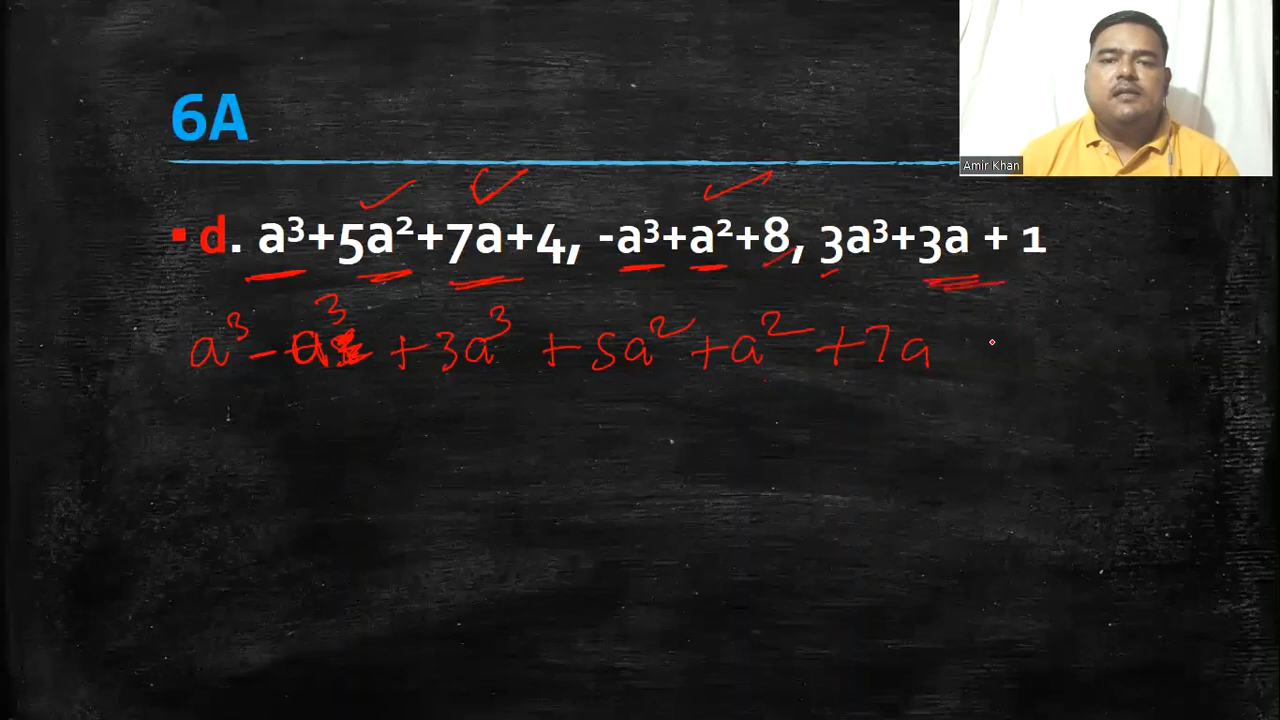 6A
Amir Khan
▪ d. a³+5a²+7a+4, -a³+a²+8, 3a³+3a + 1
a³ - a³ + 3a³ + 5a² + a² + 7a